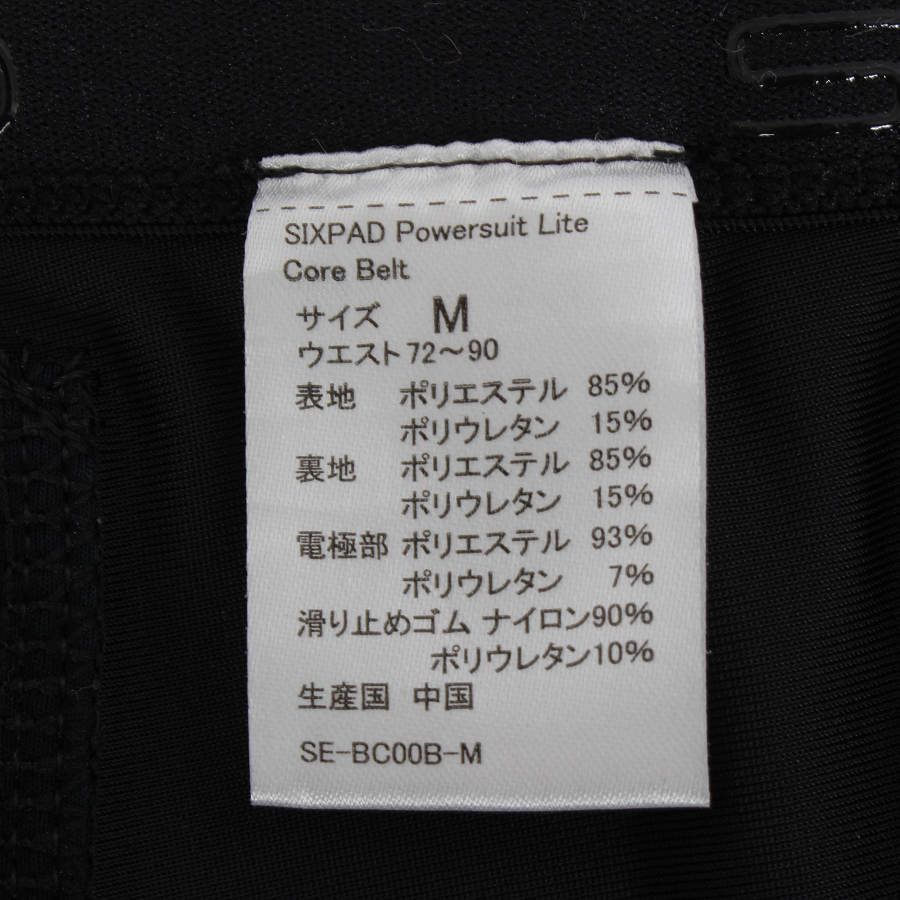 SIXPAD Powersuit Lite
Core Belt
サイズ M
ウエスト72～90
表地 ポリエステル 85%
ポリウレタン 15%
裏地 ポリエステル 85%
ポリウレタン 15%
電極部 ポリエステル 93%
ポリウレタン 7%
滑り止めゴム ナイロン90%
ポリウレタン10%
生産国 中国
SE-BC00B-M